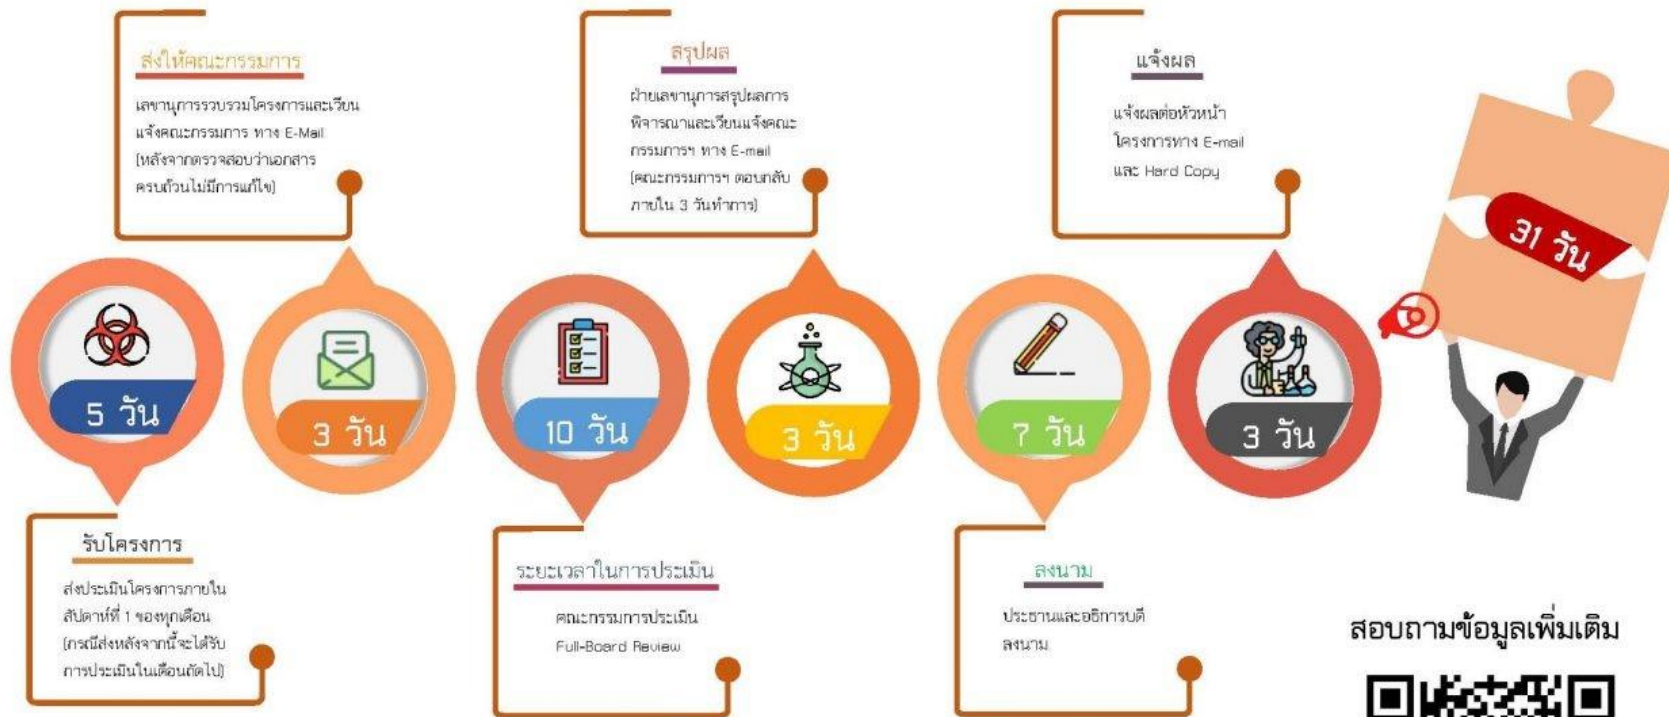 ส่งให้คณะกรรมการ
เลขานุการรวบรวมโครงการและเวียน
แจ้งคณะกรรมการ ทาง E-Mail
(หลังจากตรวจสอบว่าเอกสาร
ครบถ้วนไม่มีการแก้ไข)
สรุปผล
ฝ่ายเลขานุการสรุปผลการ
พิจารณาและเวียนแจ้งคณะ
กรรมการฯ ทาง E-mail
(คณะกรรมการฯ ตอบกลับ
ภายใน 3 วันทำการ)
แจ้งผล
แจ้งผลต่อหัวหน้า
โครงการทาง E-mail
และ Hard Copy
31 วัน
5 วัน
3 วัน
10 วัน
3 วัน
7 วัน
3 วัน
รับโครงการ
ส่งประเมินโครงการภายใน
สัปดาห์ที่ 1 ของทุกเดือน
(กรณีส่งหลังจากนี้จะได้รับ
การประเมินในเดือนถัดไป)
ระยะเวลาในการประเมิน
คณะกรรมการประเมิน
Full-Board Review
ลงนาม
ประธานและอธิการบดี
ลงนาม
สอบถามข้อมูลเพิ่มเติม